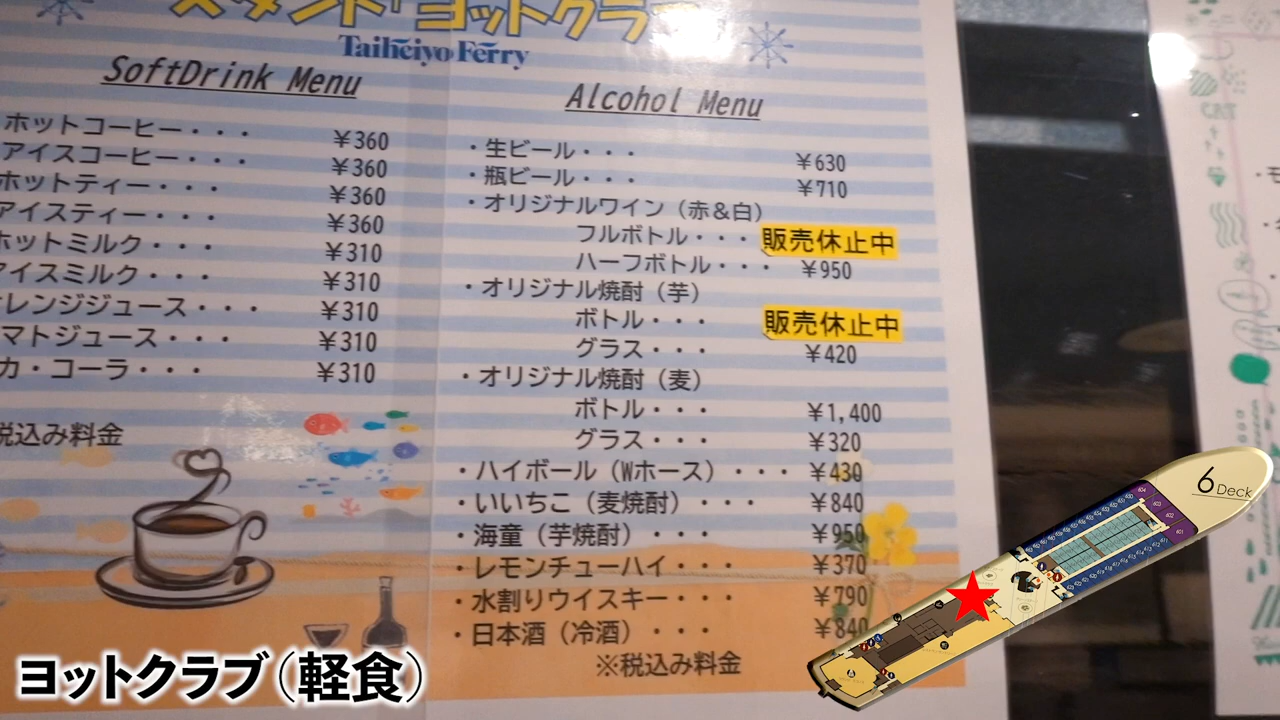 スタンド「ヨットクラブ」
Taiheiyo Ferry
SoftDrink Menu
ホットコーヒー・・・ ¥360
アイスコーヒー・・・ ¥360
ホットティー・・・ ¥360
アイスティー・・・ ¥360
ホットミルク・・・ ¥310
アイスミルク・・・ ¥310
レンジジュース・・・ ¥310
マトジュース・・・ ¥310
カ・コーラ・・・ ¥310
税込み料金
Alcohol Menu
・生ビール・・・ ¥630
・瓶ビール・・・ ¥710
・オリジナルワイン（赤＆白）
フルボトル・・・ 販売休止中
ハーフボトル・・・ ¥950
・オリジナル焼酎（芋）
ボトル・・・ 販売休止中
グラス・・・ ¥420
・オリジナル焼酎（麦）
ボトル・・・ ¥1,400
グラス・・・ ¥320
・ハイボール（Wホース）・・・ ¥430
・いいちこ（麦焼酎）・・・ ¥840
・海童（芋焼酎）・・・ ¥950
・レモンチューハイ・・・ ¥370
・水割りウイスキー・・・ ¥790
・日本酒（冷酒）・・・ ¥840
※税込み料金
CAT
6 Deck
ヨットクラブ（軽食）